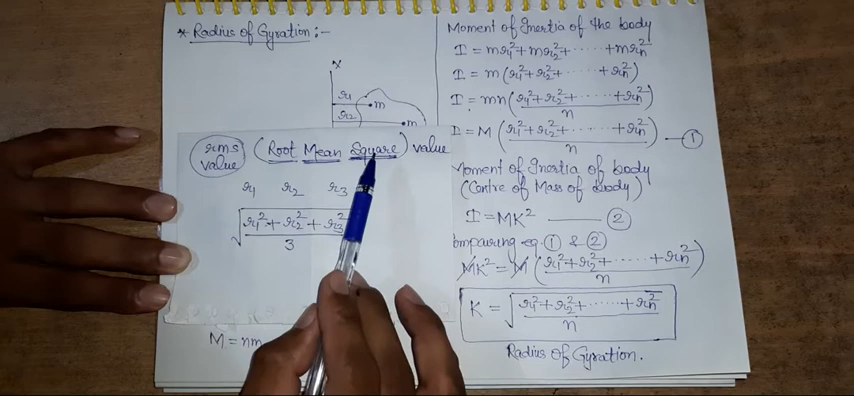 * Radius of Gyration :-
x
r1 m
r2 m
rms value (Root Mean Square) value
r1 r2 r3
√((r1² + r2² + r3²)/3)
M = nm
Moment of Inertia of the body
I = mr1² + mr2² + ...... + mrn²
I = m(r1² + r2² + ...... + rn²)
I = mn((r1² + r2² + ...... + rn²)/n)
I = M((r1² + r2² + ...... + rn²)/n) —①
Moment of Inertia of body
(Centre of Mass of body)
I = MK² —②
omparing eq. ① & ②
MK² = M((r1² + r2² + ...... + rn²)/n)
K = √((r1² + r2² + ...... + rn²)/n)
Radius of Gyration.